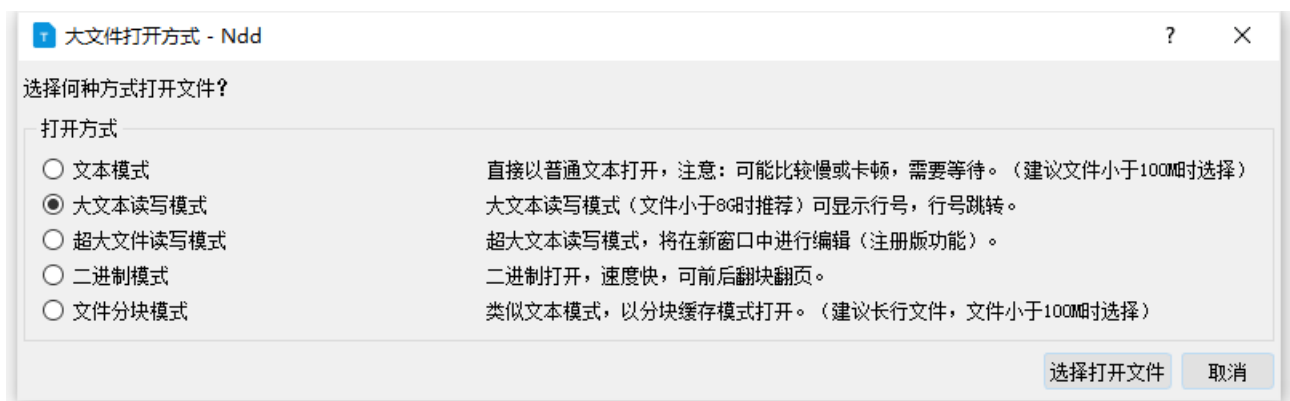 大文件打开方式 - Ndd
选择何种方式打开文件?
打开方式
文本模式 直接以普通文本打开，注意：可能比较慢或卡顿，需要等待。（建议文件小于100M时选择）
大文本读写模式 大文本读写模式（文件小于8G时推荐）可显示行号，行号跳转。
超大文件读写模式 超大文本读写模式，将在新窗口中进行编辑（注册版功能）。
二进制模式 二进制打开，速度快，可前后翻块翻页。
文件分块模式 类似文本模式，以分块缓存模式打开。（建议长行文件，文件小于100M时选择）
选择打开文件 取消